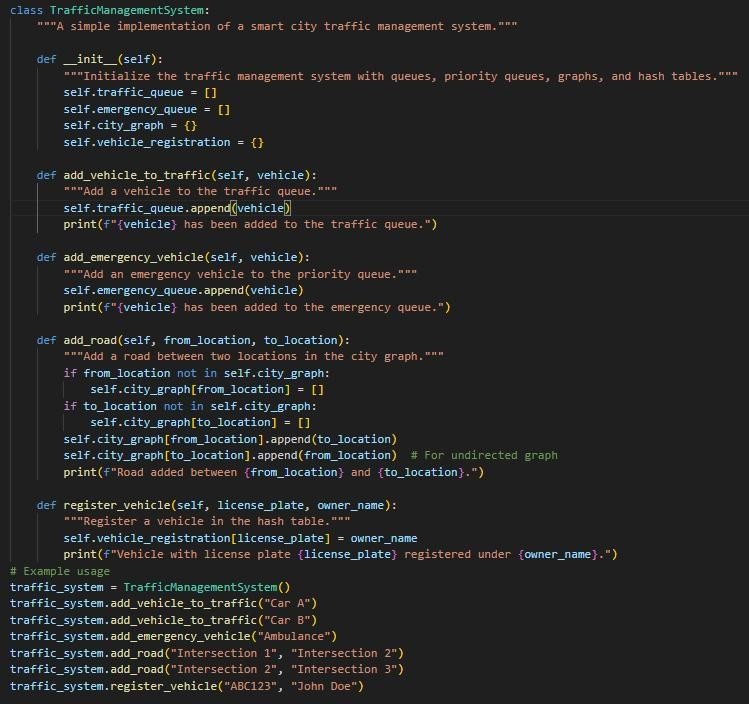 class TrafficManagementSystem:
    """A simple implementation of a smart city traffic management system."""

    def __init__(self):
        """Initialize the traffic management system with queues, priority queues, graphs, and hash tables."""
        self.traffic_queue = []
        self.emergency_queue = []
        self.city_graph = {}
        self.vehicle_registration = {}

    def add_vehicle_to_traffic(self, vehicle):
        """Add a vehicle to the traffic queue."""
        self.traffic_queue.append(vehicle)
        print(f"{vehicle} has been added to the traffic queue.")

    def add_emergency_vehicle(self, vehicle):
        """Add an emergency vehicle to the priority queue."""
        self.emergency_queue.append(vehicle)
        print(f"{vehicle} has been added to the emergency queue.")

    def add_road(self, from_location, to_location):
        """Add a road between two locations in the city graph."""
        if from_location not in self.city_graph:
            self.city_graph[from_location] = []
        if to_location not in self.city_graph:
            self.city_graph[to_location] = []
        self.city_graph[from_location].append(to_location)
        self.city_graph[to_location].append(from_location)  # For undirected graph
        print(f"Road added between {from_location} and {to_location}.")

    def register_vehicle(self, license_plate, owner_name):
        """Register a vehicle in the hash table."""
        self.vehicle_registration[license_plate] = owner_name
        print(f"Vehicle with license plate {license_plate} registered under {owner_name}.")
# Example usage
traffic_system = TrafficManagementSystem()
traffic_system.add_vehicle_to_traffic("Car A")
traffic_system.add_vehicle_to_traffic("Car B")
traffic_system.add_emergency_vehicle("Ambulance")
traffic_system.add_road("Intersection 1", "Intersection 2")
traffic_system.add_road("Intersection 2", "Intersection 3")
traffic_system.register_vehicle("ABC123", "John Doe")